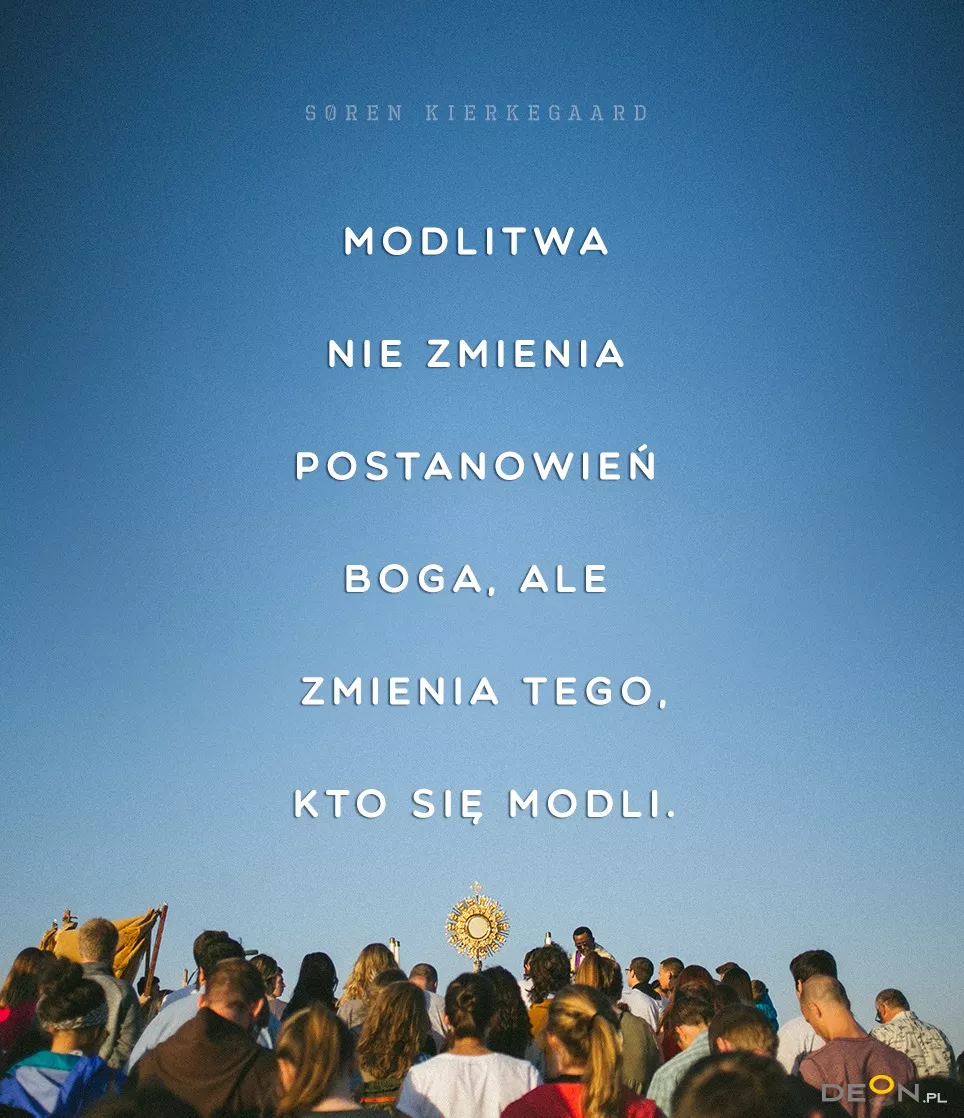 SØREN KIERKEGAARD
MODLITWA
NIE ZMIENIA
POSTANOWIEŃ
BOGA, ALE
ZMIENIA TEGO,
KTO SIĘ MODLI.
DEON.PL